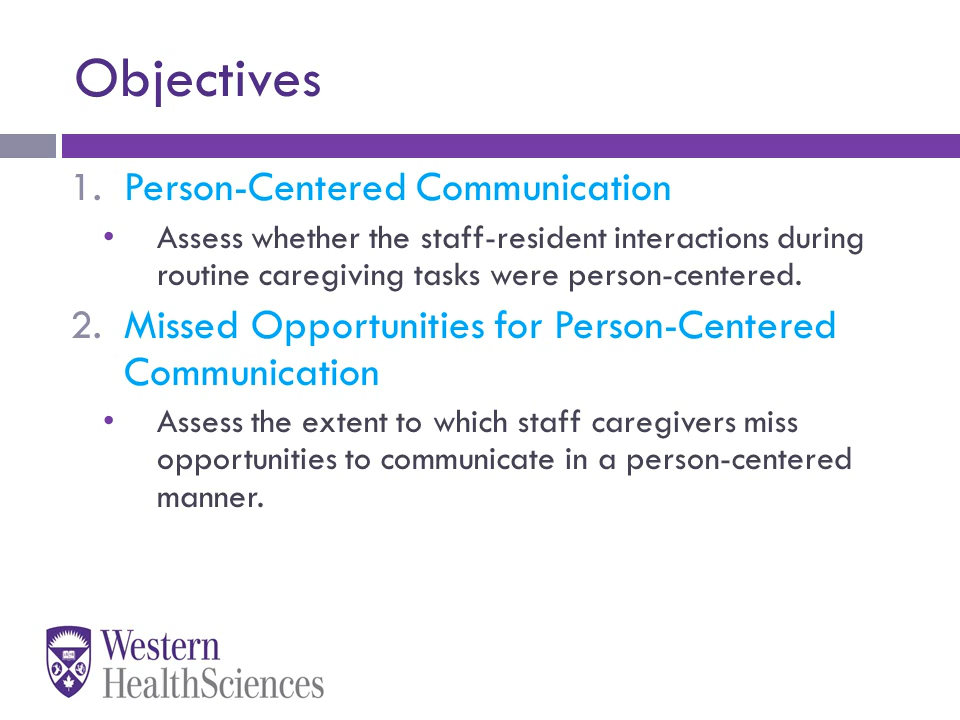 Objectives
1. Person-Centered Communication
• Assess whether the staff-resident interactions during
routine caregiving tasks were person-centered.
2. Missed Opportunities for Person-Centered
Communication
• Assess the extent to which staff caregivers miss
opportunities to communicate in a person-centered
manner.
Western
HealthSciences